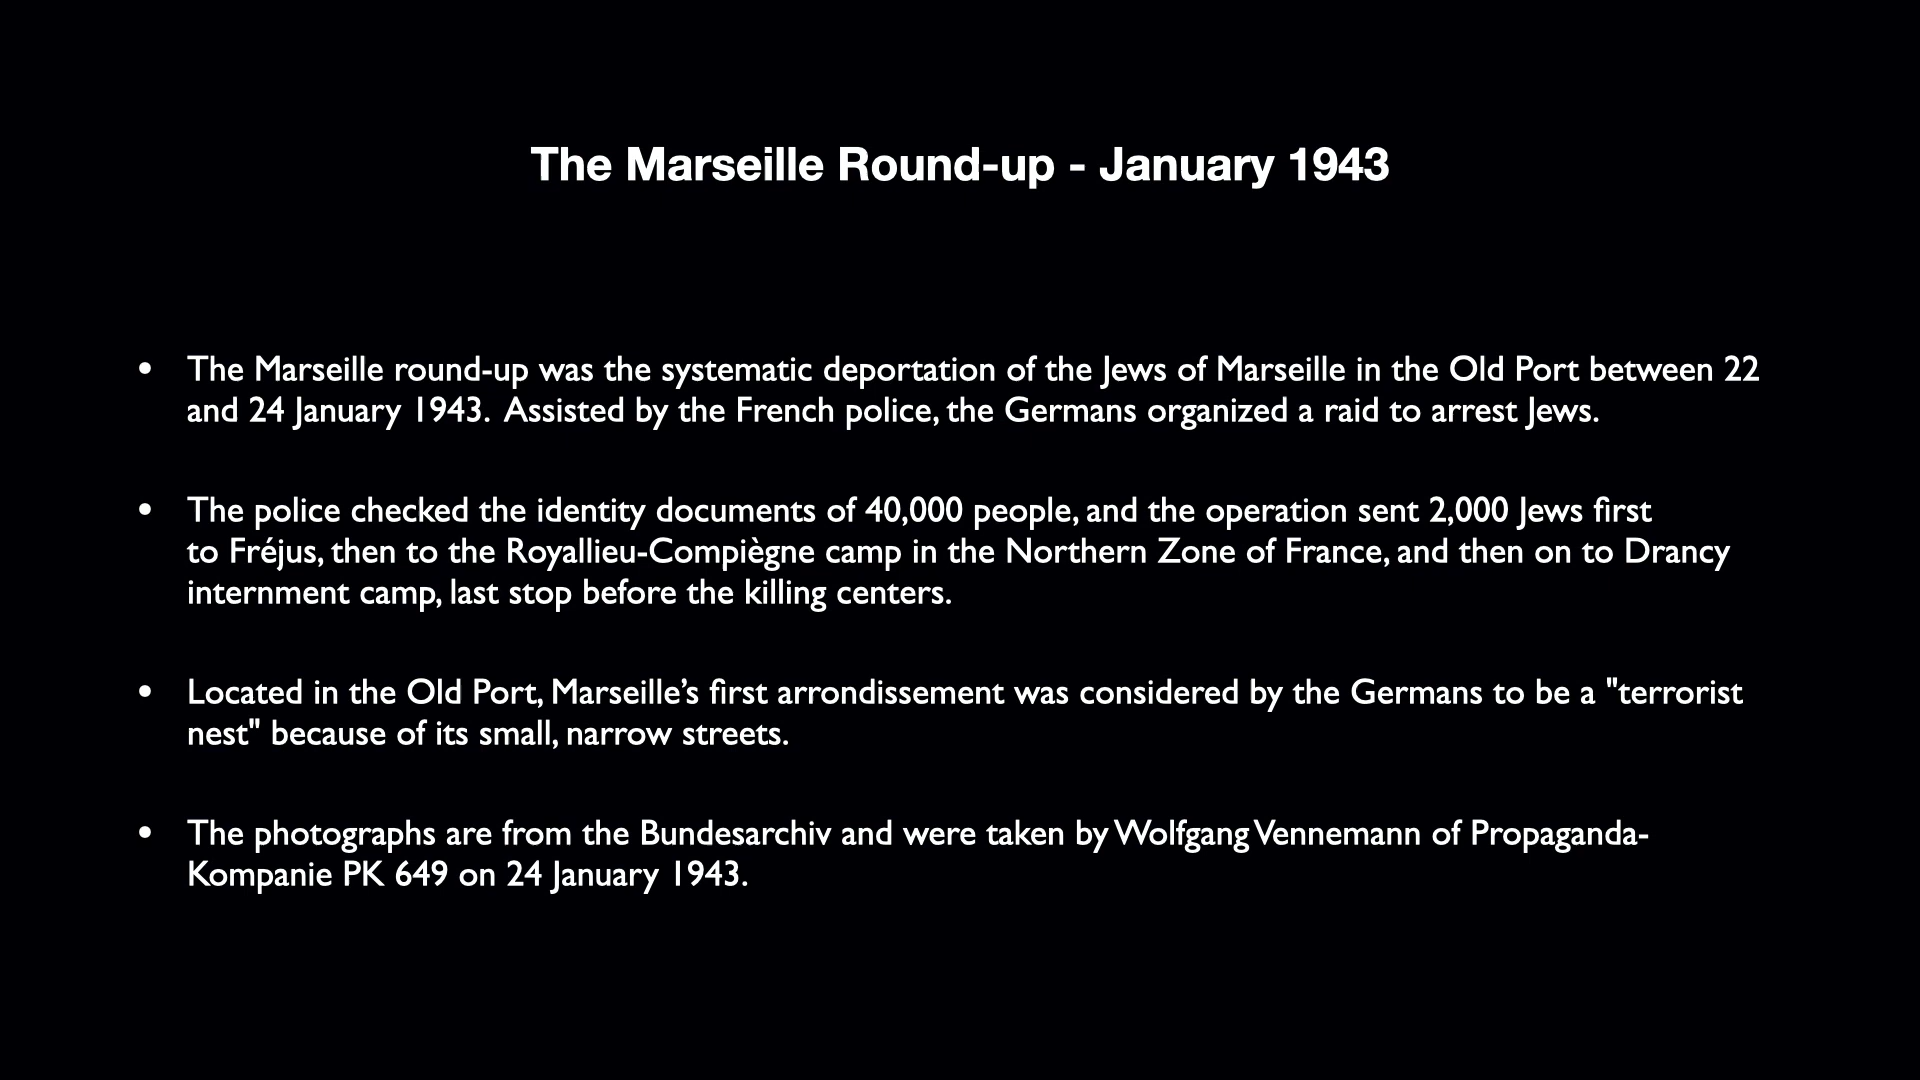 The Marseille Round-up - January 1943
• The Marseille round-up was the systematic deportation of the Jews of Marseille in the Old Port between 22
and 24 January 1943.  Assisted by the French police, the Germans organized a raid to arrest Jews.
• The police checked the identity documents of 40,000 people, and the operation sent 2,000 Jews first
to Fréjus, then to the Royallieu-Compiègne camp in the Northern Zone of France, and then on to Drancy
internment camp, last stop before the killing centers.
• Located in the Old Port, Marseille’s first arrondissement was considered by the Germans to be a "terrorist
nest" because of its small, narrow streets.
• The photographs are from the Bundesarchiv and were taken by Wolfgang Vennemann of Propaganda-
Kompanie PK 649 on 24 January 1943.